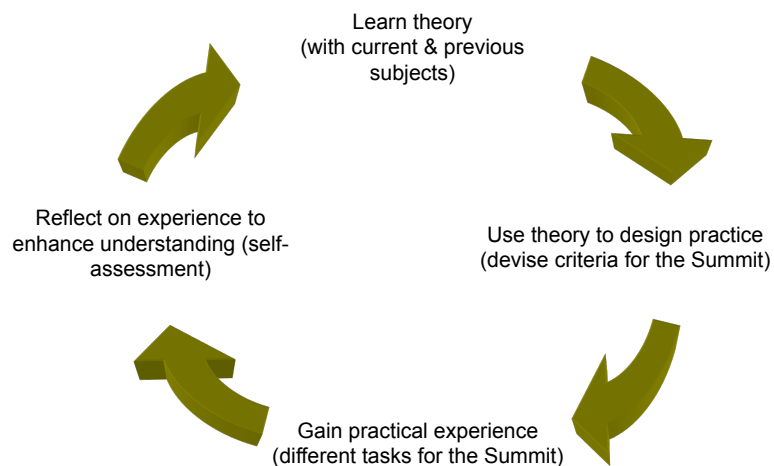 Learn theory
(with current & previous
subjects)
Use theory to design practice
(devise criteria for the Summit)
Gain practical experience
(different tasks for the Summit)
Reflect on experience to
enhance understanding (self-
assessment)